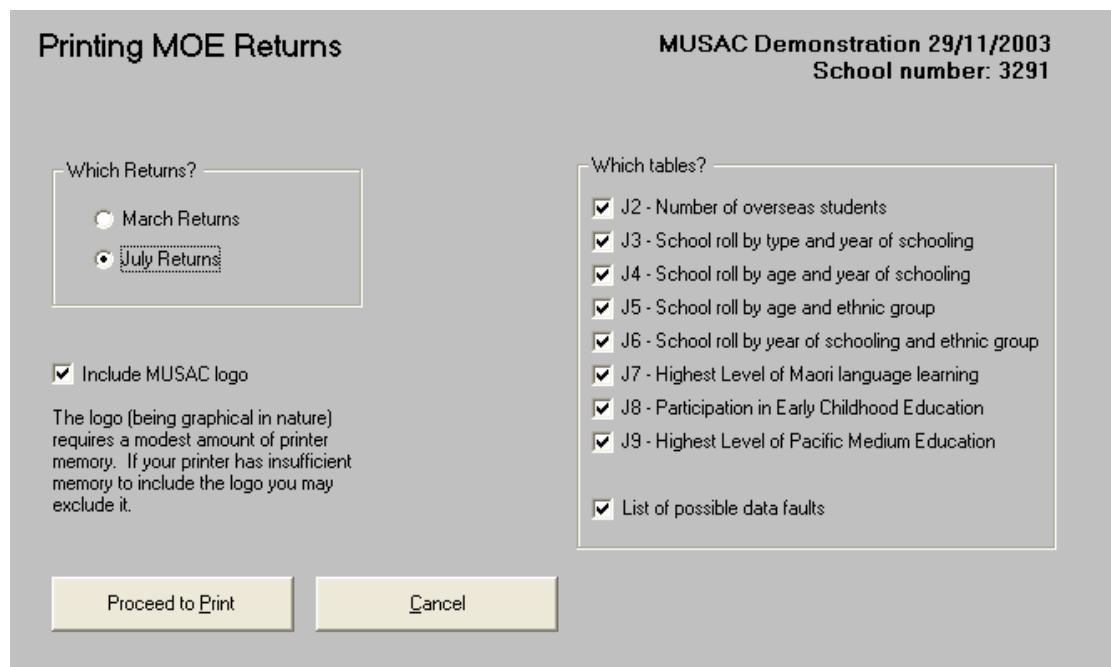 Printing MOE Returns
MUSAC Demonstration 29/11/2003
School number: 3291
Which Returns?
March Returns
July Returns
Include MUSAC logo
The logo (being graphical in nature)
requires a modest amount of printer
memory. If your printer has insufficient
memory to include the logo you may
exclude it.
Which tables?
J2 - Number of overseas students
J3 - School roll by type and year of schooling
J4 - School roll by age and year of schooling
J5 - School roll by age and ethnic group
J6 - School roll by year of schooling and ethnic group
J7 - Highest Level of Maori language learning
J8 - Participation in Early Childhood Education
J9 - Highest Level of Pacific Medium Education
List of possible data faults
Proceed to Print
Cancel